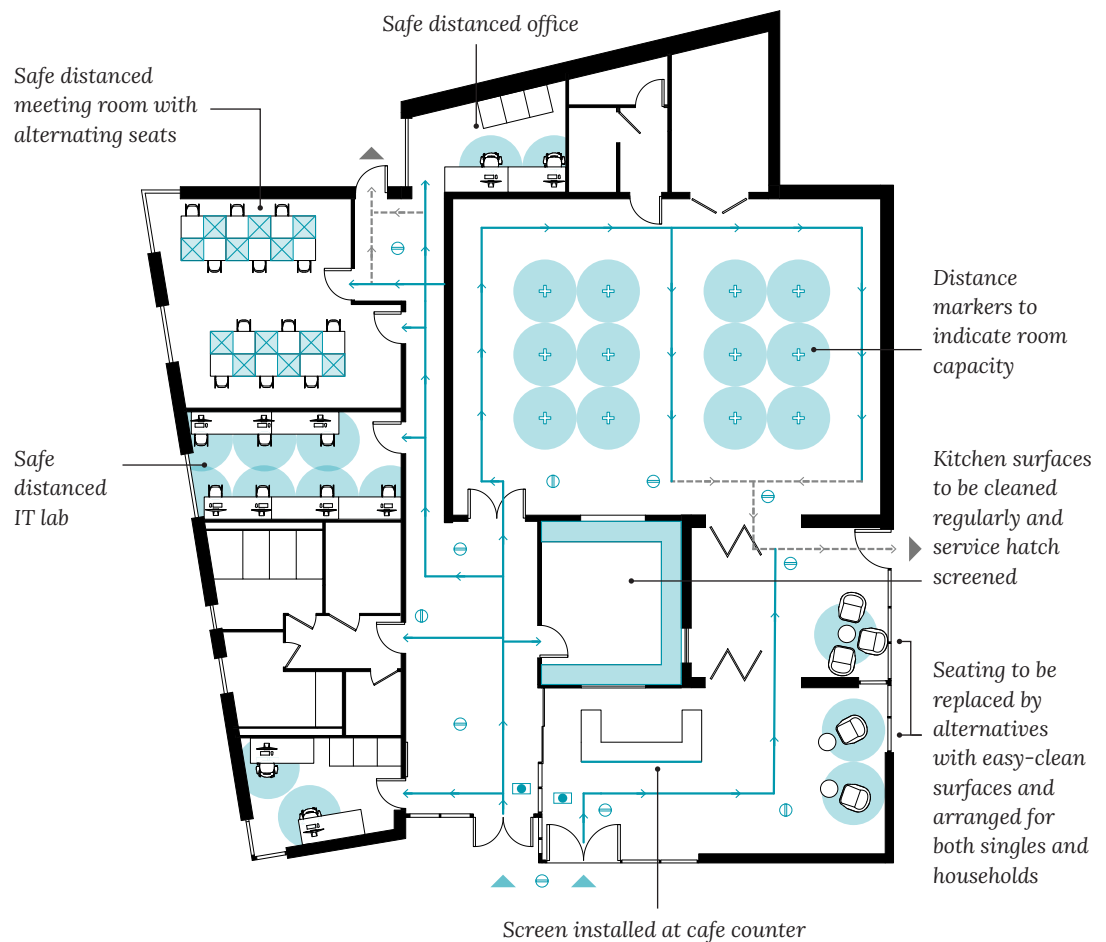 Safe distanced office
Safe distanced
meeting room with
alternating seats
Distance
markers to
indicate room
capacity
Safe
distanced
IT lab
Kitchen surfaces
to be cleaned
regularly and
service hatch
screened
Seating to be
replaced by
alternatives
with easy-clean
surfaces and
arranged for
both singles and
households
Screen installed at cafe counter